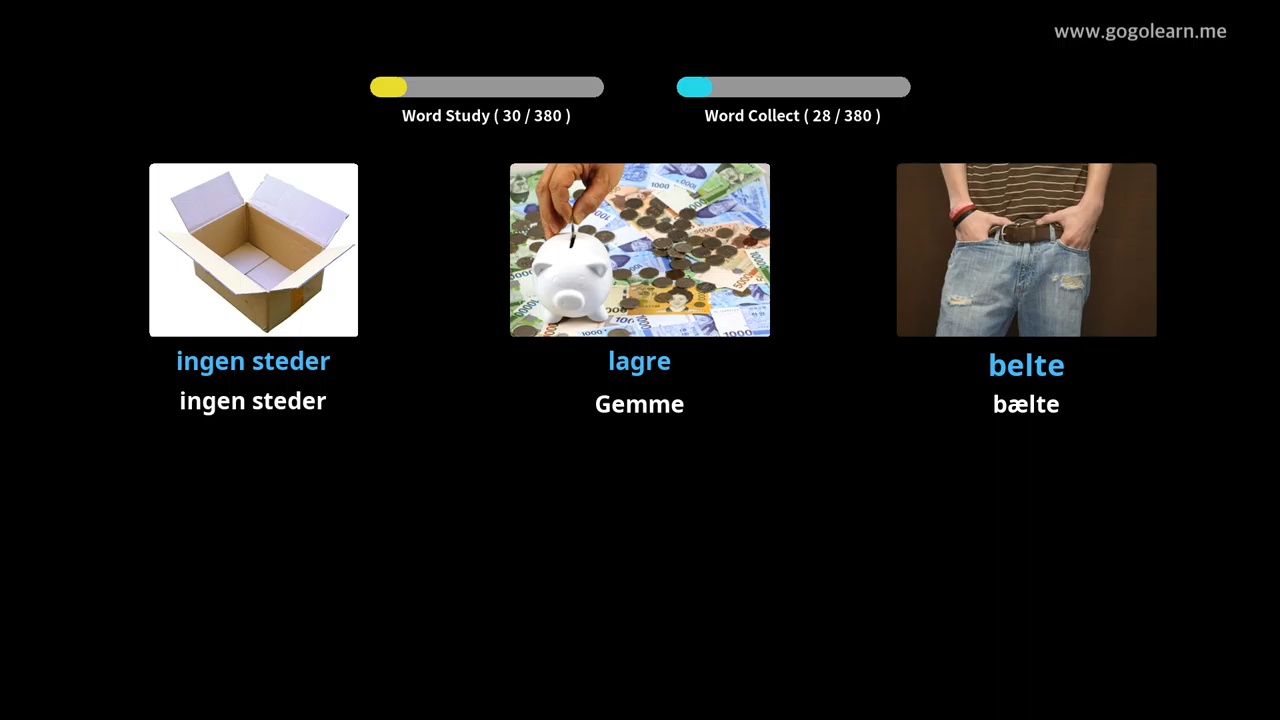 www.gogolearn.me
Word Study ( 30 / 380 )
Word Collect ( 28 / 380 )
ingen steder
ingen steder
lagre
Gemme
belte
bælte